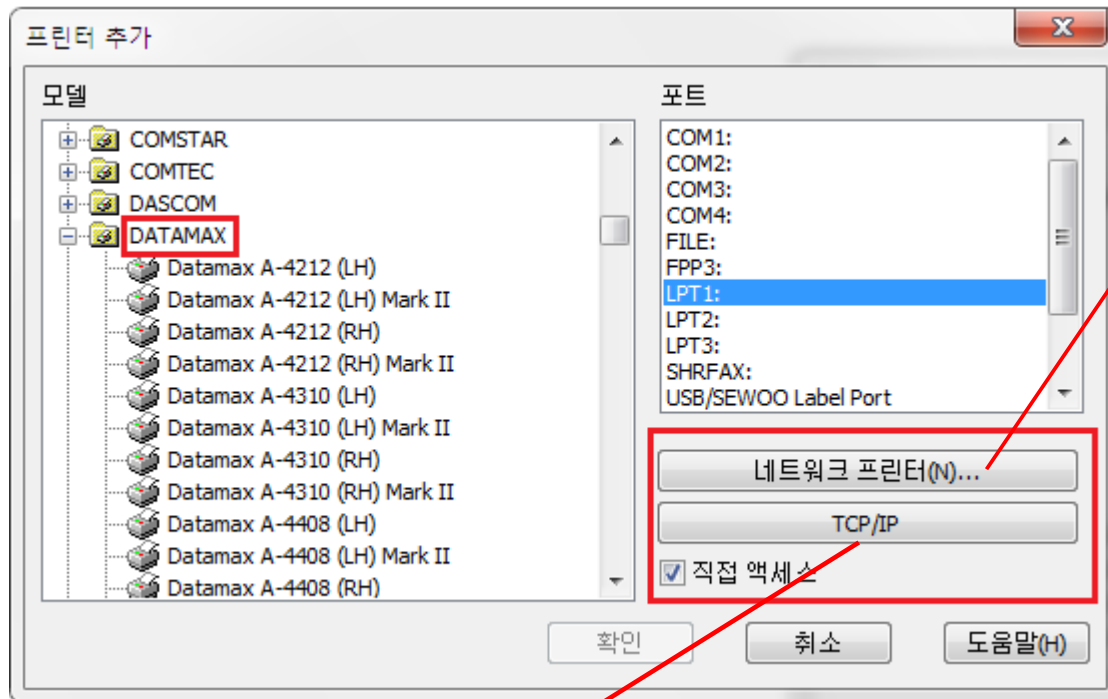 프린터 추가
모델
COMSTAR
COMTEC
DASCOM
DATAMAX
Datamax A-4212 (LH)
Datamax A-4212 (LH) Mark II
Datamax A-4212 (RH)
Datamax A-4212 (RH) Mark II
Datamax A-4310 (LH)
Datamax A-4310 (LH) Mark II
Datamax A-4310 (RH)
Datamax A-4310 (RH) Mark II
Datamax A-4408 (LH)
Datamax A-4408 (LH) Mark II
Datamax A-4408 (RH)
포트
COM1:
COM2:
COM3:
COM4:
FILE:
FPP3:
LPT1:
LPT2:
LPT3:
SHRFAX:
USB/SEWOO Label Port
네트워크 프린터(N)...
TCP/IP
직접 액세스
확인
취소
도움말(H)